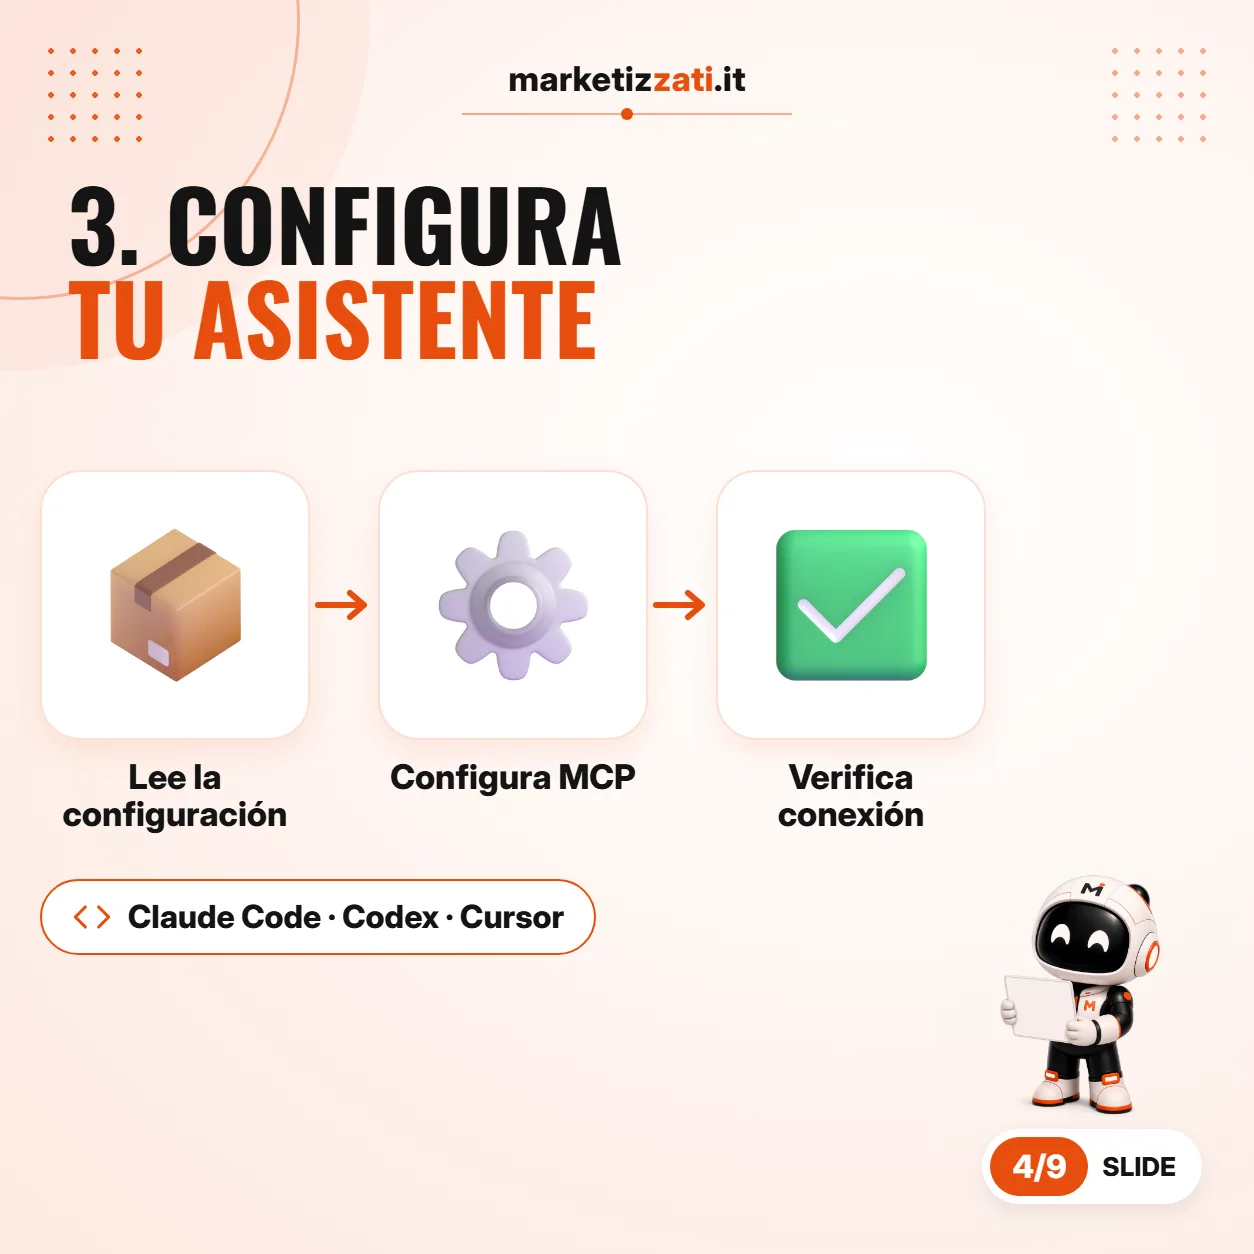 marketizzati.it
3. CONFIGURA
TU ASISTENTE
Lee la
configuración
Configura MCP
Verifica
conexión
Claude Code · Codex · Cursor
M
M
4/9 SLIDE